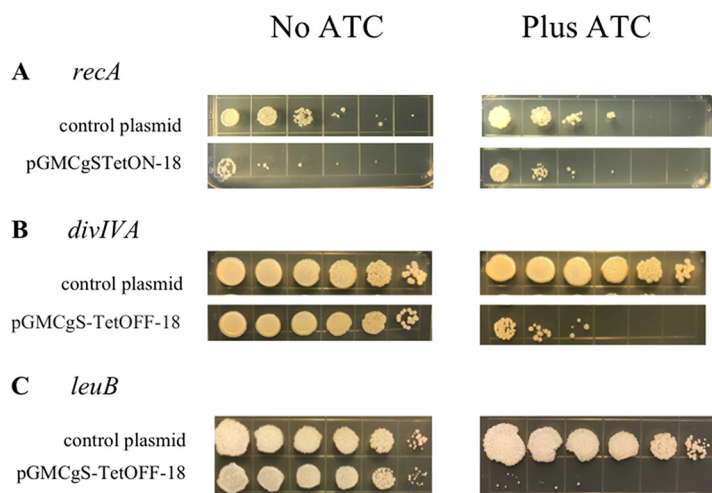 No ATC Plus ATC
A recA
control plasmid
pGMCgSTetON-18
B divIVA
control plasmid
pGMCgS-TetOFF-18
C leuB
control plasmid
pGMCgS-TetOFF-18